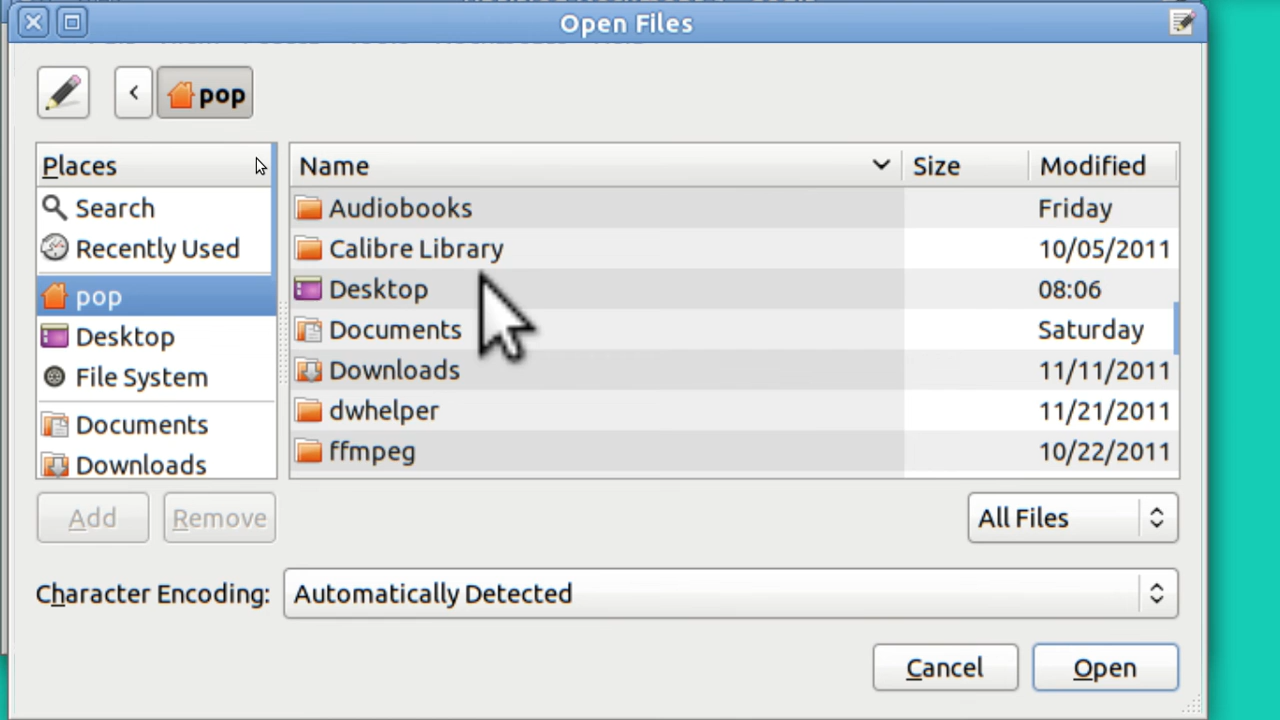 Open Files
pop
Places
Search
Recently Used
pop
Desktop
File System
Documents
Downloads
Name Size Modified
Audiobooks Friday
Calibre Library 10/05/2011
Desktop 08:06
Documents Saturday
Downloads 11/11/2011
dwhelper 11/21/2011
ffmpeg 10/22/2011
Add Remove All Files
Character Encoding: Automatically Detected
Cancel Open